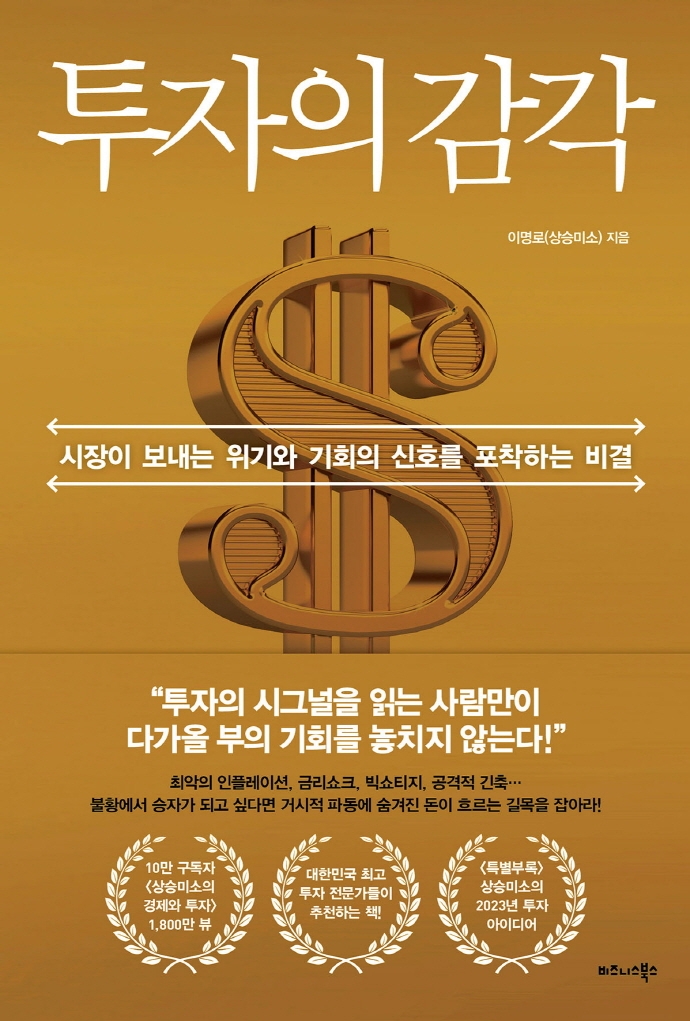 투자의 감각
이명로(상승미소) 지음
시장이 보내는 위기와 기회의 신호를 포착하는 비결
“투자의 시그널을 읽는 사람만이
다가올 부의 기회를 놓치지 않는다!”
최악의 인플레이션, 금리쇼크, 빅쇼티지, 공격적 긴축…
불황에서 승자가 되고 싶다면 거시적 파동에 숨겨진 돈이 흐르는 길목을 잡아라!
10만 구독자
〈상승미소의
경제와 투자〉
1,800만 뷰
대한민국 최고
투자 전문가들이
추천하는 책!
〈특별부록〉
상승미소의
2023년 투자
아이디어
비즈니스북스